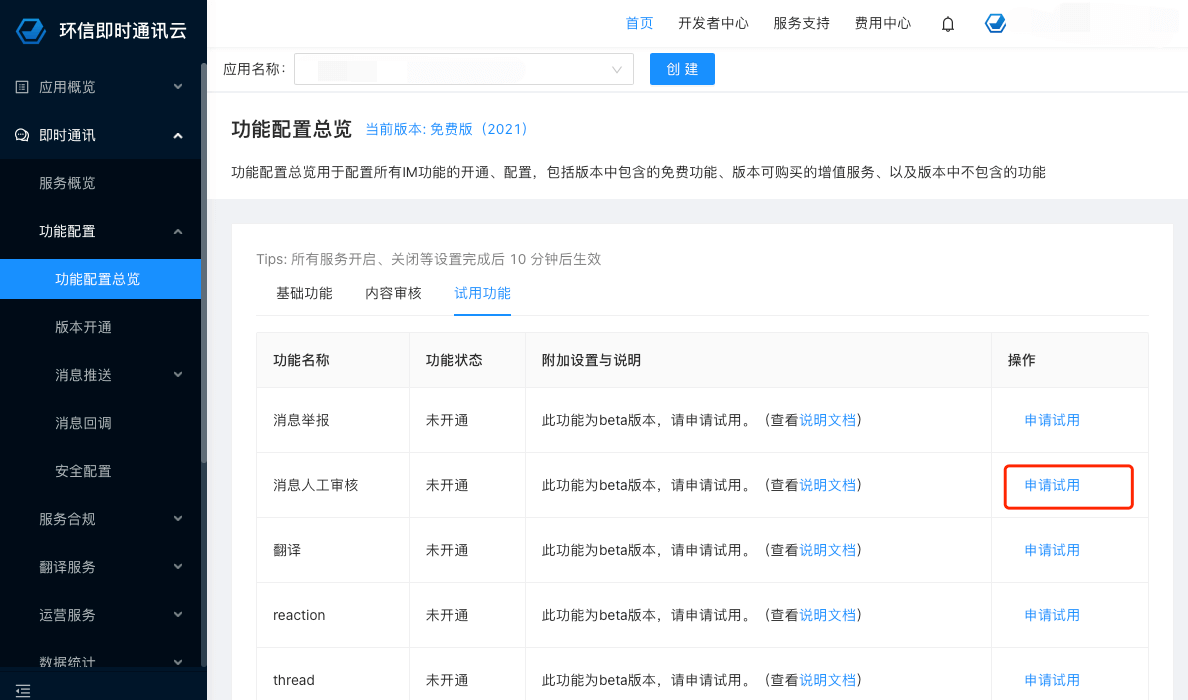 环信即时通讯云
首页 开发者中心 服务支持 费用中心
应用概览
即时通讯
服务概览
功能配置
功能配置总览
版本开通
消息推送
消息回调
安全配置
服务合规
翻译服务
运营服务
数据统计
应用名称: 创 建
功能配置总览 当前版本: 免费版（2021）
功能配置总览用于配置所有IM功能的开通、配置，包括版本中包含的免费功能、版本可购买的增值服务、以及版本中不包含的功能
Tips: 所有服务开启、关闭等设置完成后 10 分钟后生效
基础功能 内容审核 试用功能
功能名称 功能状态 附加设置与说明 操作
消息举报 未开通 此功能为beta版本，请申请试用。（查看说明文档） 申请试用
消息人工审核 未开通 此功能为beta版本，请申请试用。（查看说明文档） 申请试用
翻译 未开通 此功能为beta版本，请申请试用。（查看说明文档） 申请试用
reaction 未开通 此功能为beta版本，请申请试用。（查看说明文档） 申请试用
thread 未开通 此功能为beta版本，请申请试用。（查看说明文档） 申请试用